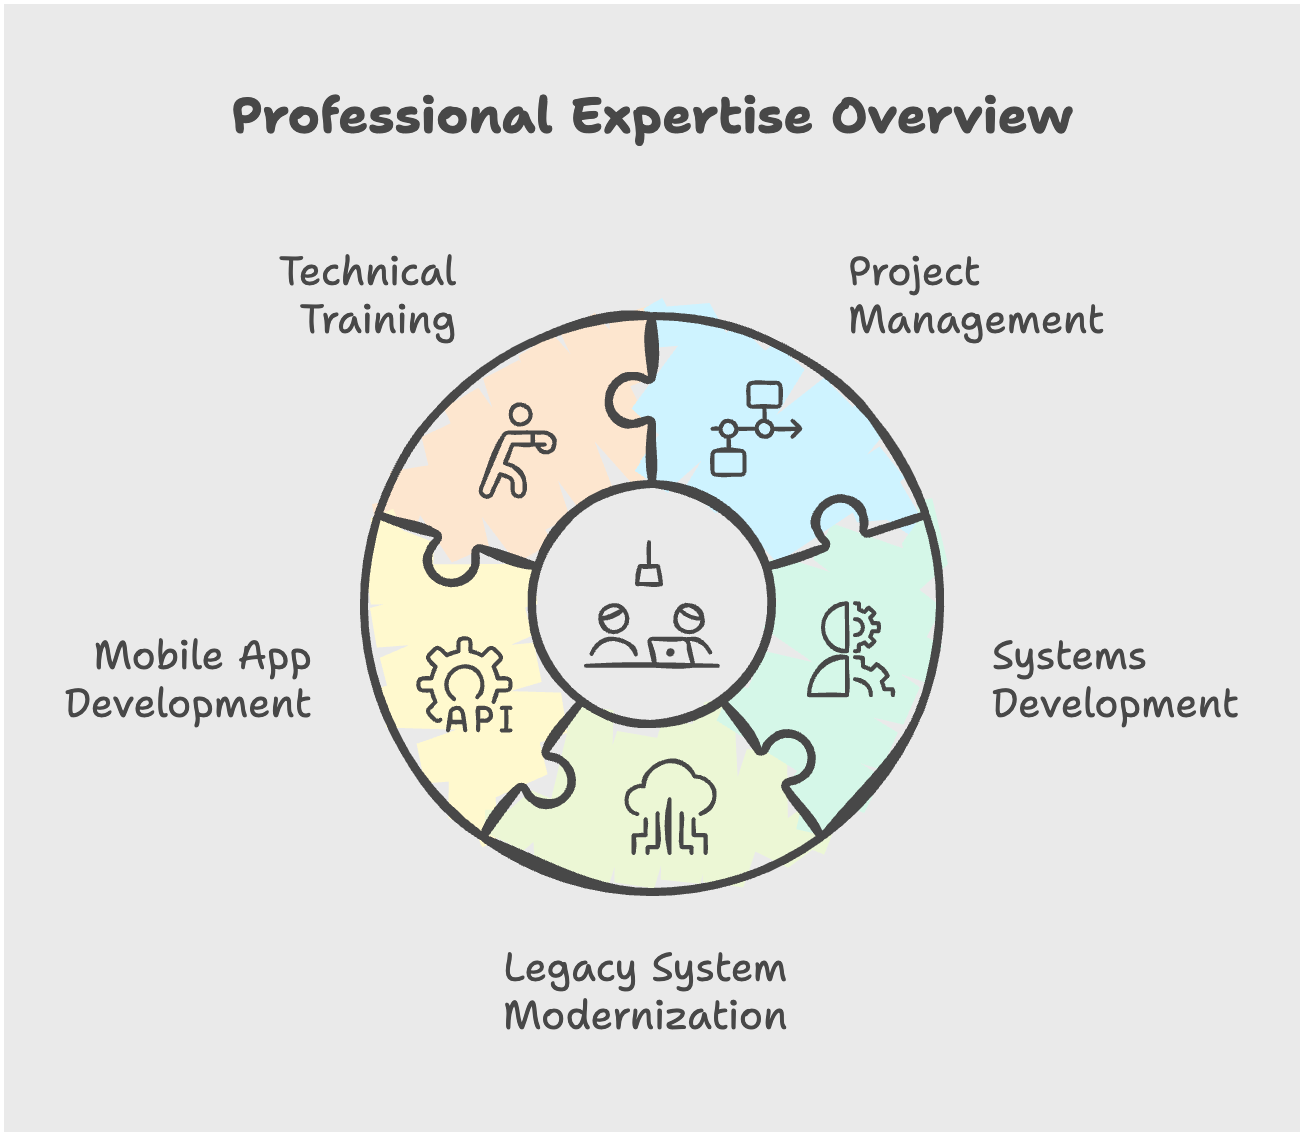 Professional Expertise Overview
Technical
Training
Project
Management
Mobile App
Development
API
Systems
Development
Legacy System
Modernization